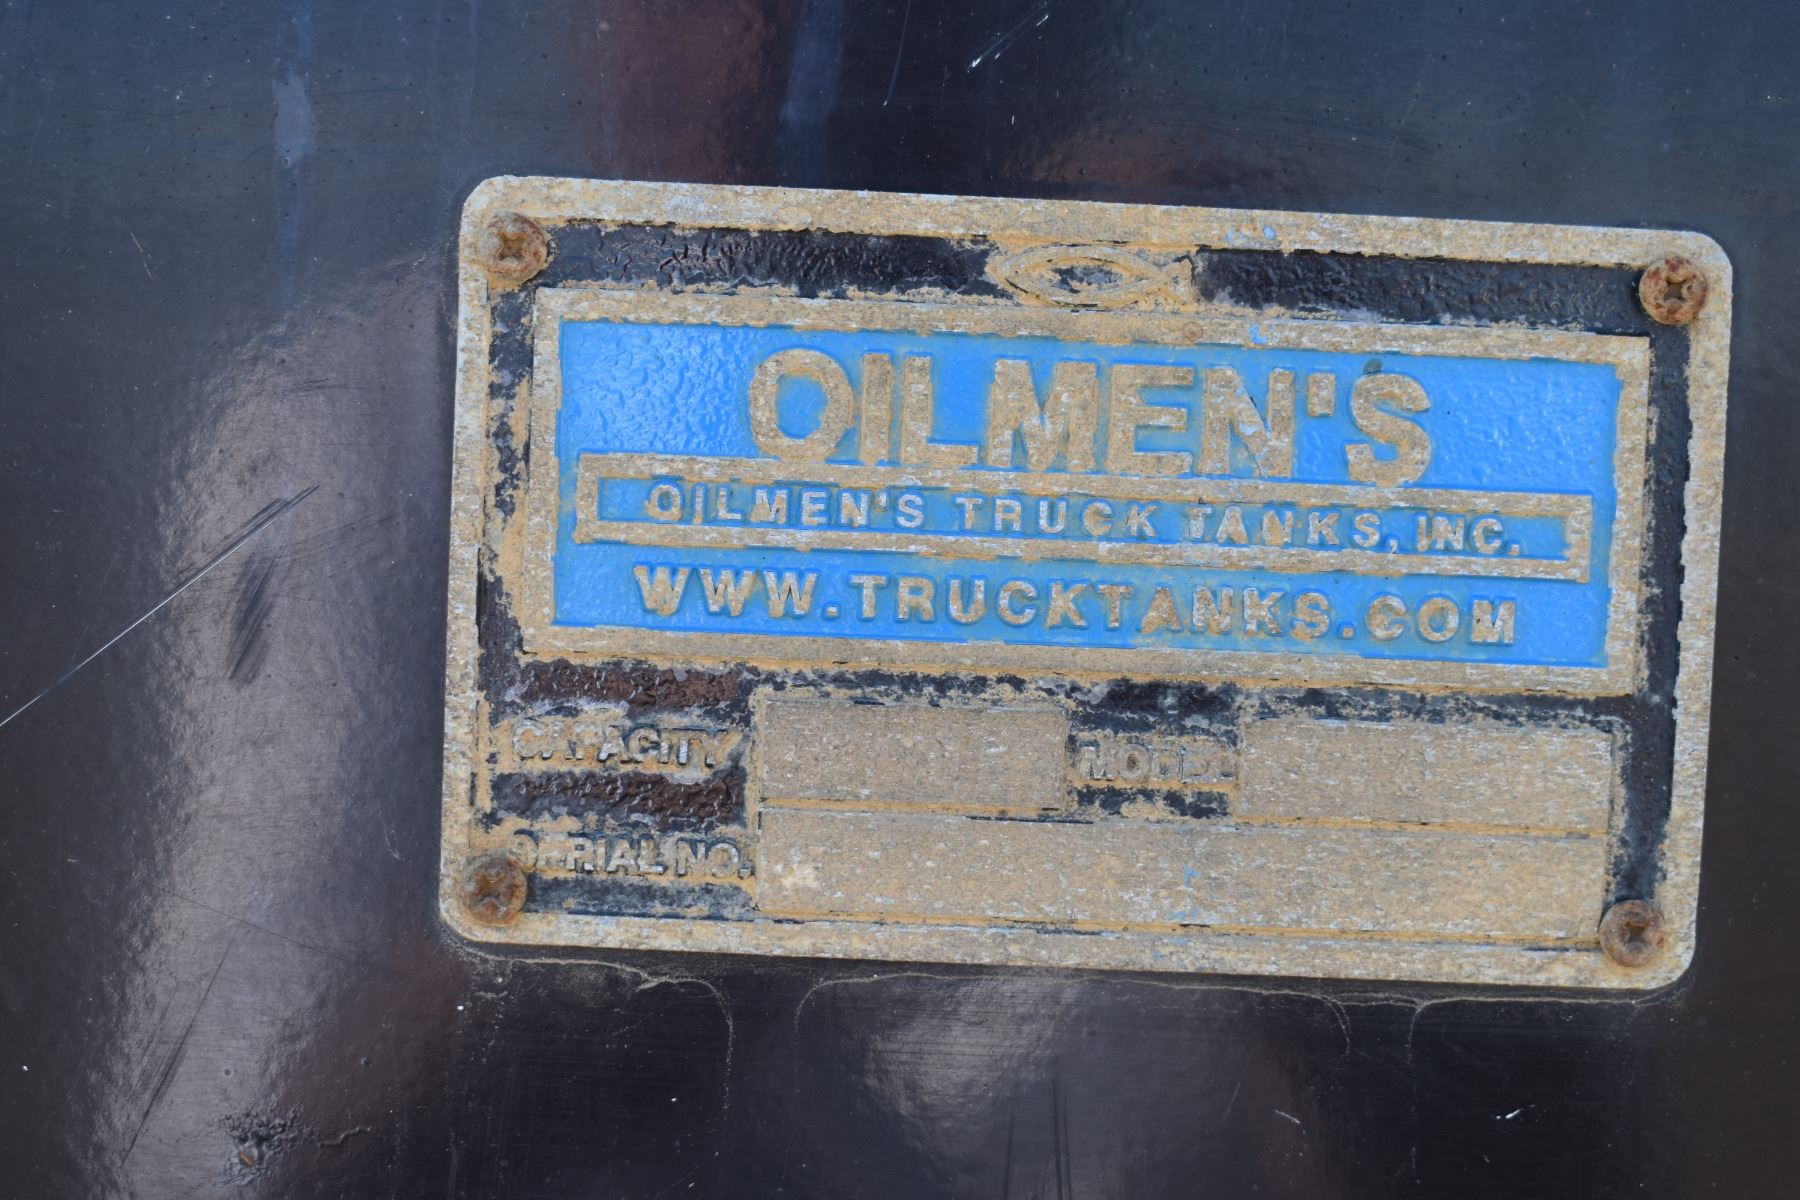 OILMEN'S
OILMEN'S TRUCK TANKS, INC.
WWW.TRUCKTANKS.COM
CAPACITY MODEL
SERIAL NO.